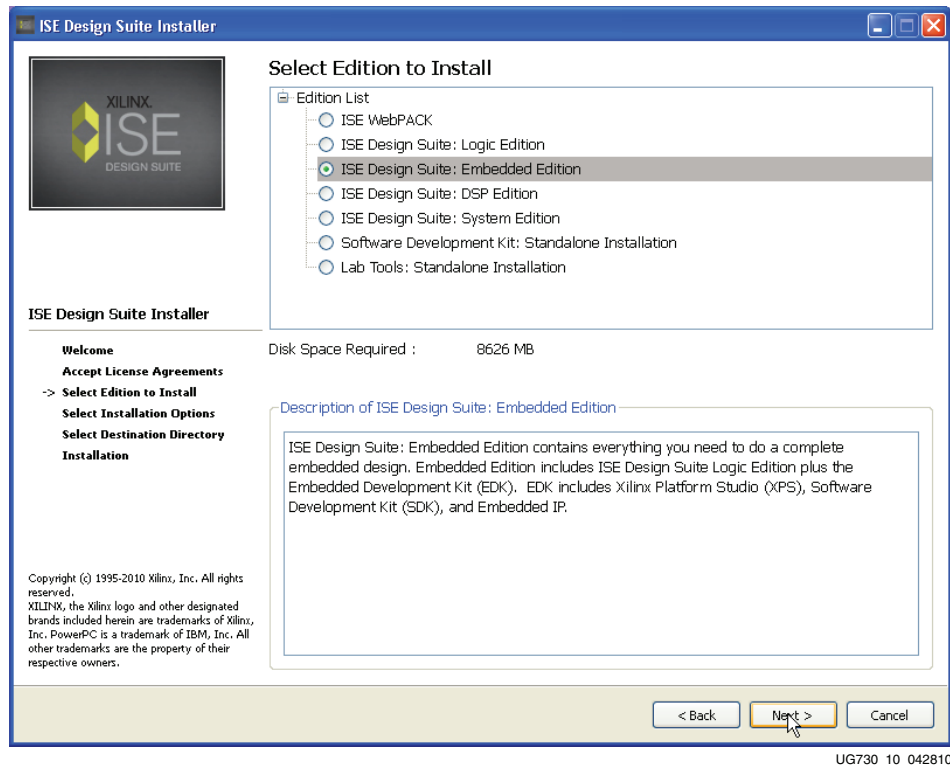 ISE Design Suite Installer
XILINX.
ISE
DESIGN SUITE
Select Edition to Install
Edition List
ISE WebPACK
ISE Design Suite: Logic Edition
ISE Design Suite: Embedded Edition
ISE Design Suite: DSP Edition
ISE Design Suite: System Edition
Software Development Kit: Standalone Installation
Lab Tools: Standalone Installation
ISE Design Suite Installer
Welcome
Accept License Agreements
-> Select Edition to Install
Select Installation Options
Select Destination Directory
Installation
Disk Space Required : 8626 MB
Description of ISE Design Suite: Embedded Edition
ISE Design Suite: Embedded Edition contains everything you need to do a complete
embedded design. Embedded Edition includes ISE Design Suite Logic Edition plus the
Embedded Development Kit (EDK). EDK includes Xilinx Platform Studio (XPS), Software
Development Kit (SDK), and Embedded IP.
Copyright (c) 1995-2010 Xilinx, Inc. All rights
reserved.
XILINX, the Xilinx logo and other designated
brands included herein are trademarks of Xilinx,
Inc. PowerPC is a trademark of IBM, Inc. All
other trademarks are the property of their
respective owners.
< Back
Next >
Cancel
UG730_10_042810